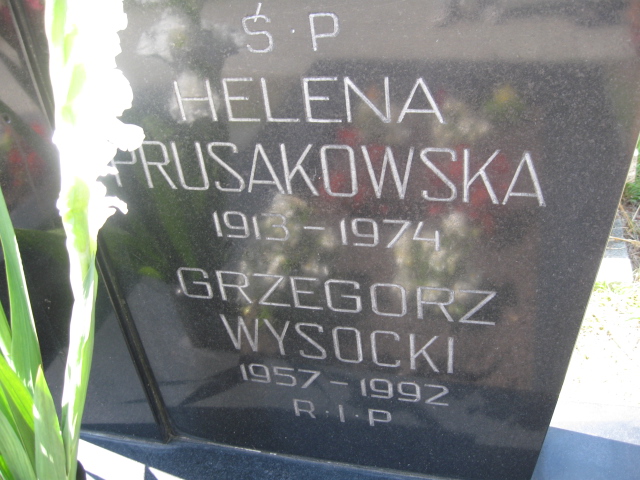 Ś·P
HELENA
PRUSAKOWSKA
1913-1974
GRZEGORZ
WYSOCKI
1957-1992
R·I·P